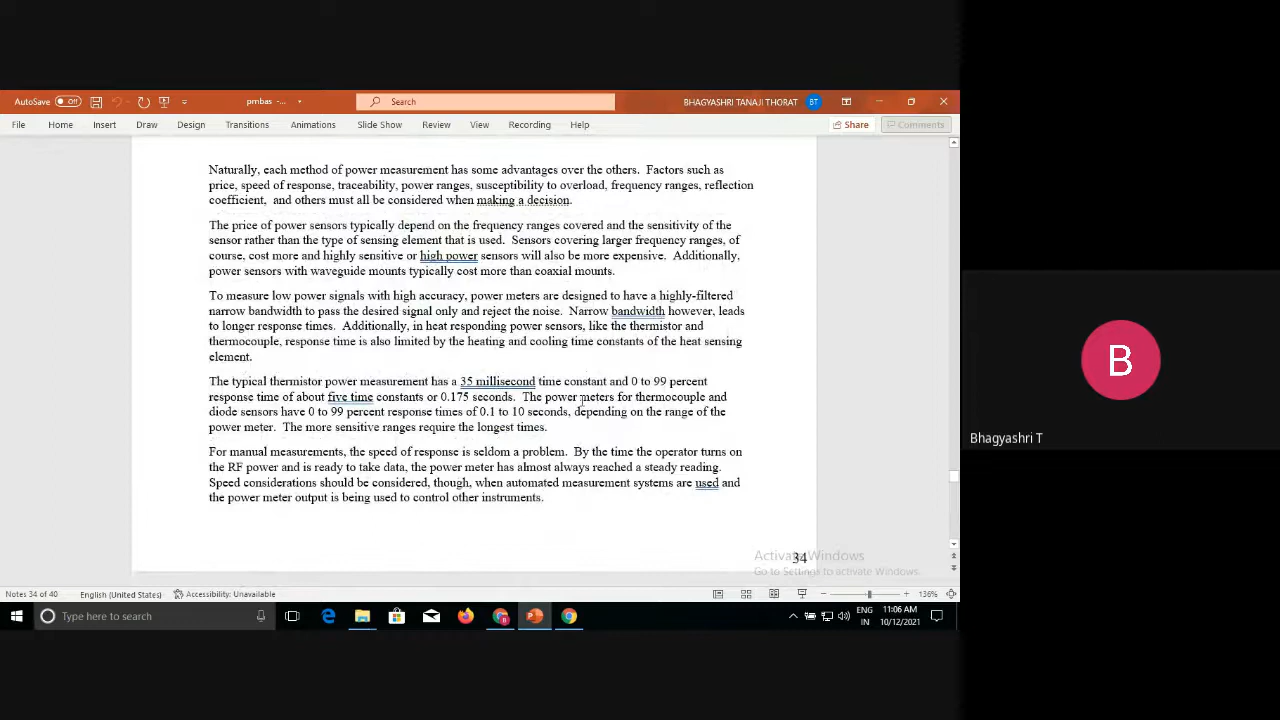 AutoSave Off
pmbas -...
Search
BHAGYASHRI TANAJI THORAT BT
File Home Insert Draw Design Transitions Animations Slide Show Review View Recording Help Share Comments
Naturally, each method of power measurement has some advantages over the others. Factors such as
price, speed of response, traceability, power ranges, susceptibility to overload, frequency ranges, reflection
coefficient, and others must all be considered when making a decision.
The price of power sensors typically depend on the frequency ranges covered and the sensitivity of the
sensor rather than the type of sensing element that is used. Sensors covering larger frequency ranges, of
course, cost more and highly sensitive or high power sensors will also be more expensive. Additionally,
power sensors with waveguide mounts typically cost more than coaxial mounts.
To measure low power signals with high accuracy, power meters are designed to have a highly-filtered
narrow bandwidth to pass the desired signal only and reject the noise. Narrow bandwidth however, leads
to longer response times. Additionally, in heat responding power sensors, like the thermistor and
thermocouple, response time is also limited by the heating and cooling time constants of the heat sensing
element.
The typical thermistor power measurement has a 35 millisecond time constant and 0 to 99 percent
response time of about five time constants or 0.175 seconds. The power meters for thermocouple and
diode sensors have 0 to 99 percent response times of 0.1 to 10 seconds, depending on the range of the
power meter. The more sensitive ranges require the longest times.
For manual measurements, the speed of response is seldom a problem. By the time the operator turns on
the RF power and is ready to take data, the power meter has almost always reached a steady reading.
Speed considerations should be considered, though, when automated measurement systems are used and
the power meter output is being used to control other instruments.
34
Activate Windows
Go to Settings to activate Windows.
Notes 34 of 40 English (United States) Accessibility: Unavailable 136%
Type here to search
ENG
IN
11:06 AM
10/12/2021
B
Bhagyashri T